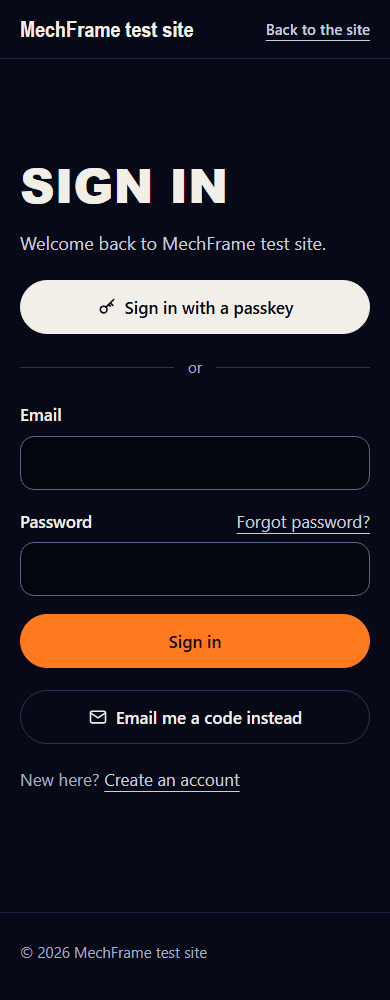 MechFrame test site
Back to the site
SIGN IN
Welcome back to MechFrame test site.
Sign in with a passkey
or
Email
Password
Forgot password?
Sign in
Email me a code instead
New here? Create an account
© 2026 MechFrame test site